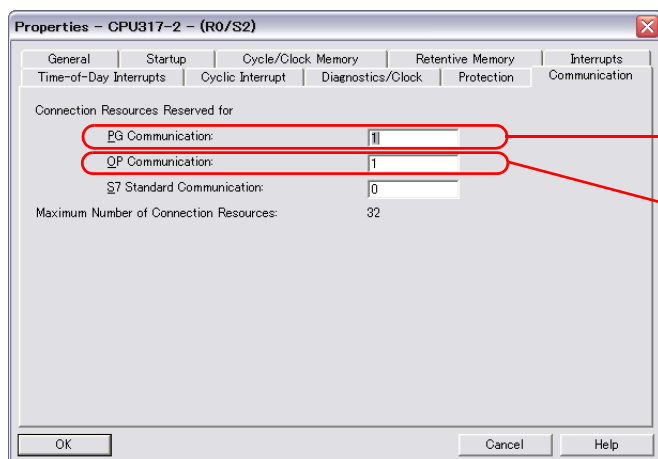 Properties - CPU317-2 - (R0/S2)
General Startup Cycle/Clock Memory Retentive Memory Interrupts
Time-of-Day Interrupts Cyclic Interrupt Diagnostics/Clock Protection Communication
Connection Resources Reserved for
PG Communication: 1
OP Communication: 1
S7 Standard Communication: 0
Maximum Number of Connection Resources: 32
OK Cancel Help